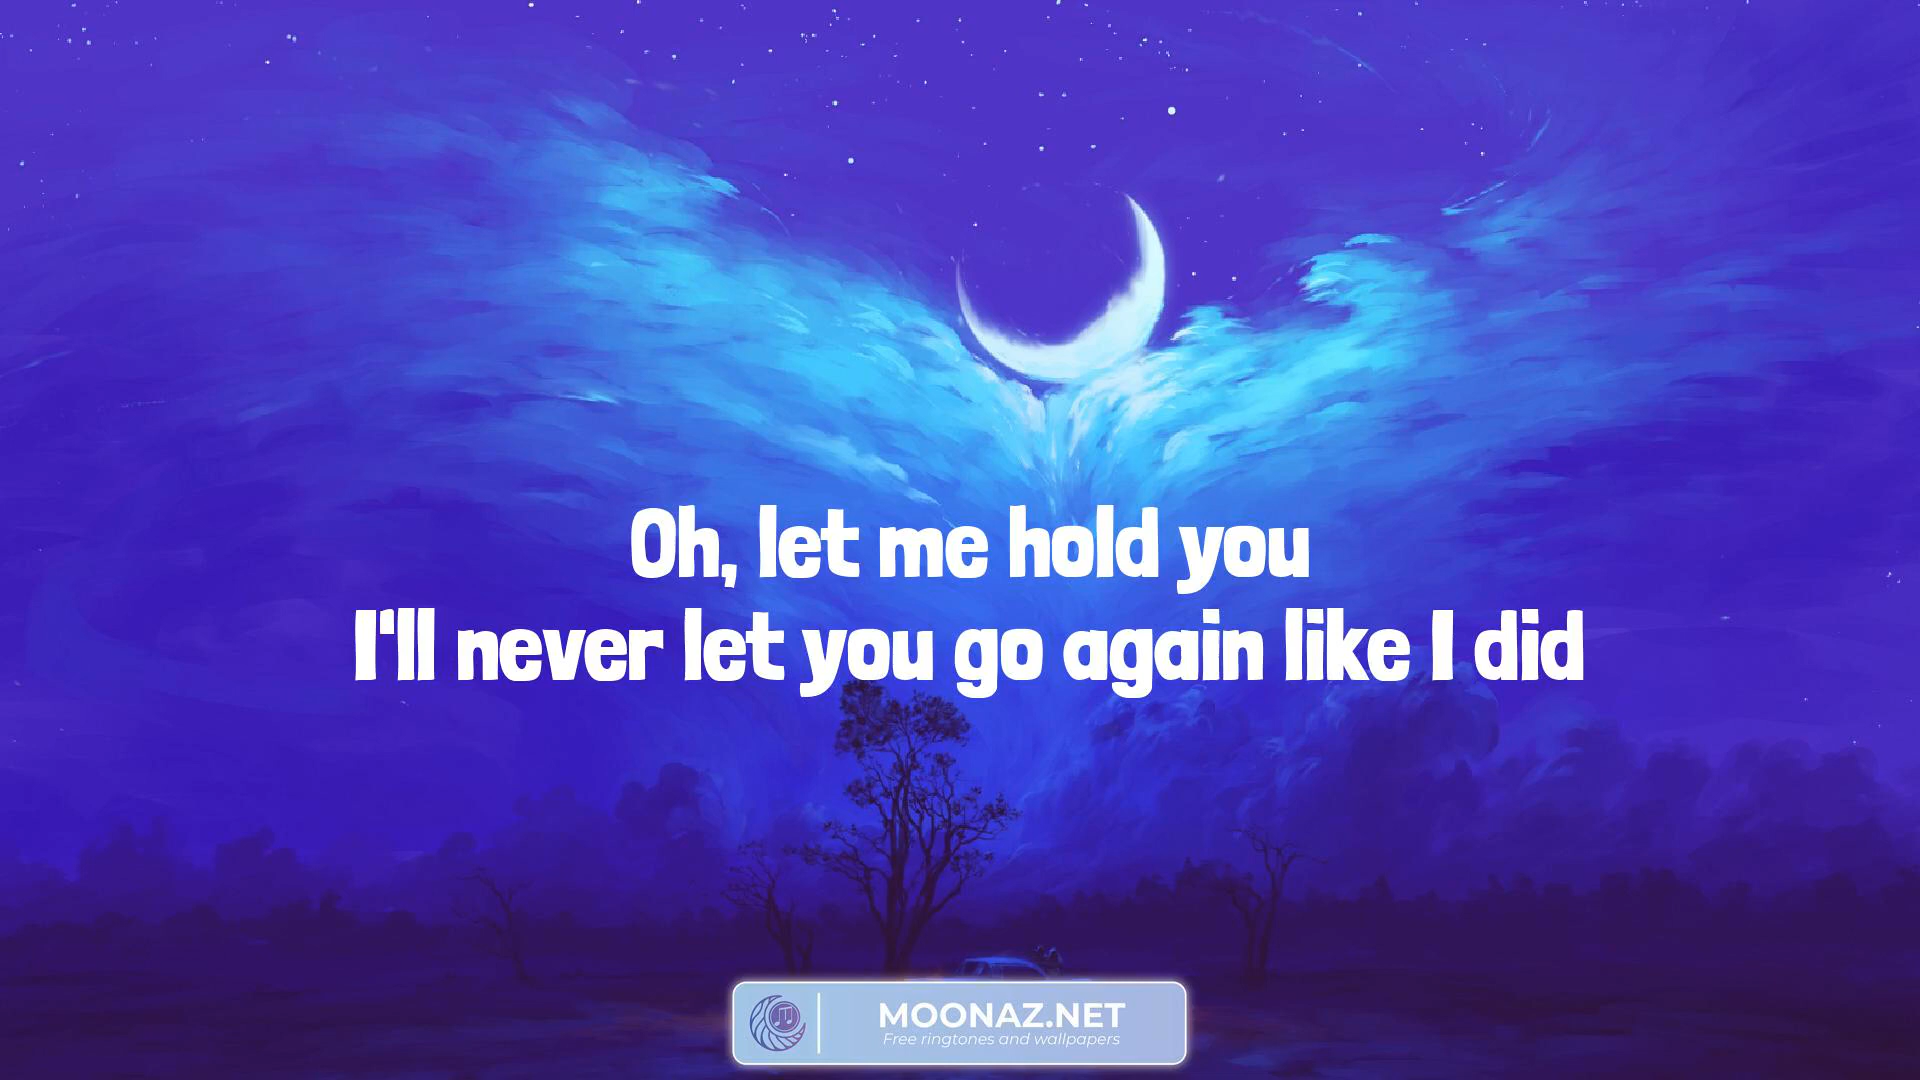 Oh, let me hold you
I'll never let you go again like I did
MOONAZ.NET
Free ringtones and wallpapers